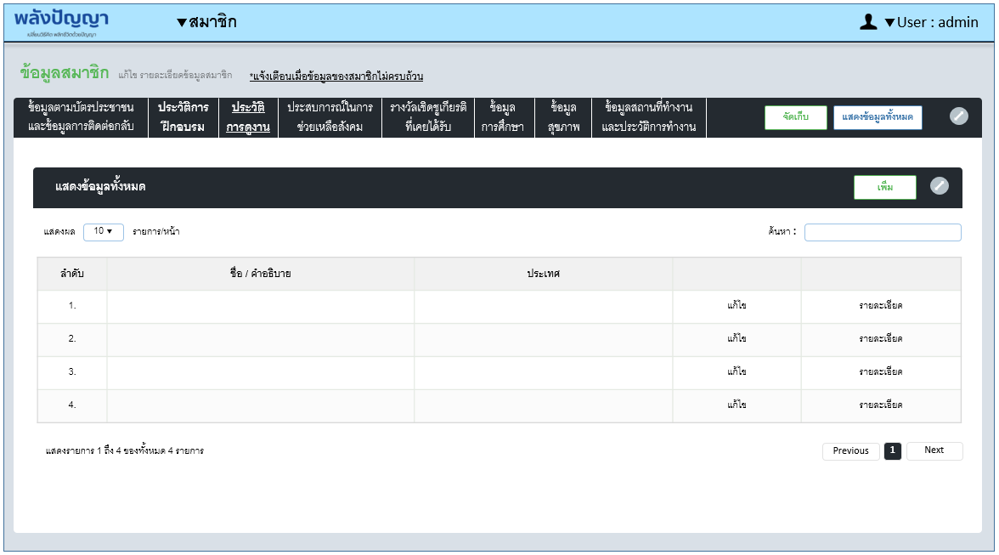 พลังปัญญา
เปลี่ยนวิธีคิด พลิกชีวิตด้วยปัญญา
▼สมาชิก
▼User : admin
ข้อมูลสมาชิก แก้ไข รายละเอียดข้อมูลสมาชิก *แจ้งเตือนเมื่อข้อมูลของสมาชิกไม่ครบถ้วน
ข้อมูลตามบัตรประชาชน
และข้อมูลการติดต่อกลับ
ประวัติการ
ฝึกอบรม
ประวัติ
การดูงาน
ประสบการณ์ในการ
ช่วยเหลือสังคม
รางวัลเชิดชูเกียรติ
ที่เคยได้รับ
ข้อมูล
การศึกษา
ข้อมูล
สุขภาพ
ข้อมูลสถานที่ทำงาน
และประวัติการทำงาน
จัดเก็บ
แสดงข้อมูลทั้งหมด
แสดงข้อมูลทั้งหมด
เพิ่ม
แสดงผล 10 ▼ รายการ/หน้า
ค้นหา :
ลำดับ ชื่อ / คำอธิบาย ประเทศ
1. แก้ไข รายละเอียด
2. แก้ไข รายละเอียด
3. แก้ไข รายละเอียด
4. แก้ไข รายละเอียด
แสดงรายการ 1 ถึง 4 ของทั้งหมด 4 รายการ
Previous 1 Next